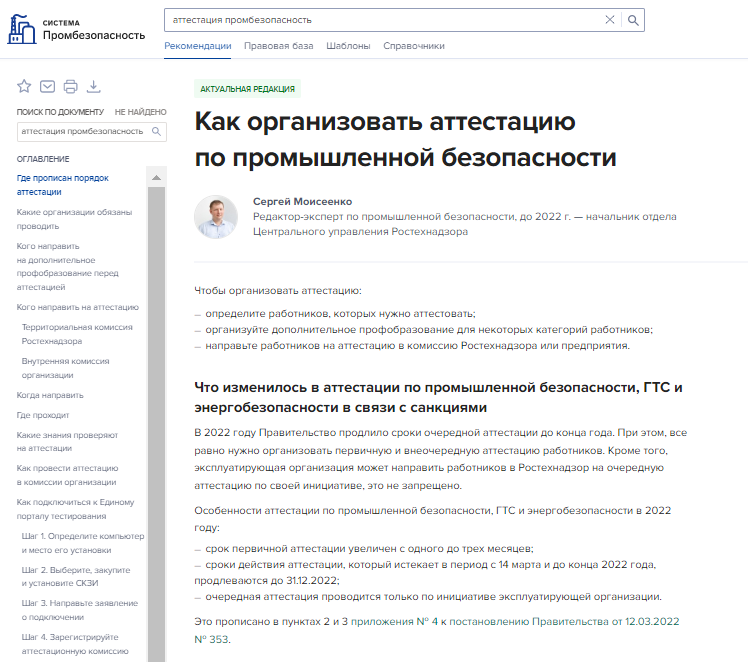 СИСТЕМА
Промбезопасность
аттестация промбезопасность
Рекомендации Правовая база Шаблоны Справочники
ПОИСК ПО ДОКУМЕНТУ НЕ НАЙДЕНО
аттестация промбезопасность
ОГЛАВЛЕНИЕ
Где прописан порядок
аттестации
Какие организации обязаны
проводить
Кого направить
на дополнительное
профобразование перед
аттестацией
Кого направить на аттестацию
Территориальная комиссия
Ростехнадзора
Внутренняя комиссия
организации
Когда направить
Где проходит
Какие знания проверяют
на аттестации
Как провести аттестацию
в комиссии организации
Как подключиться к Единому
порталу тестирования
Шаг 1. Определите компьютер
и место его установки
Шаг 2. Выберите, закупите
и установите СКЗИ
Шаг 3. Направьте заявление
о подключении
Шаг 4. Зарегистрируйте
аттестационную комиссию
АКТУАЛЬНАЯ РЕДАКЦИЯ
Как организовать аттестацию
по промышленной безопасности
Сергей Моисеенко
Редактор-эксперт по промышленной безопасности, до 2022 г. — начальник отдела
Центрального управления Ростехнадзора
Чтобы организовать аттестацию:
— определите работников, которых нужно аттестовать;
— организуйте дополнительное профобразование для некоторых категорий работников;
— направьте работников на аттестацию в комиссию Ростехнадзора или предприятия.
Что изменилось в аттестации по промышленной безопасности, ГТС и
энергобезопасности в связи с санкциями
В 2022 году Правительство продлило сроки очередной аттестации до конца года. При этом, все
равно нужно организовать первичную и внеочередную аттестацию работников. Кроме того,
эксплуатирующая организация может направить работников в Ростехнадзор на очередную
аттестацию по своей инициативе, это не запрещено.
Особенности аттестации по промышленной безопасности, ГТС и энергобезопасности в 2022
году:
— срок первичной аттестации увеличен с одного до трех месяцев;
— сроки действия аттестации, который истекает в период с 14 марта и до конца 2022 года,
продлеваются до 31.12.2022;
— очередная аттестация проводится только по инициативе эксплуатирующей организации.
Это прописано в пунктах 2 и 3 приложения № 4 к постановлению Правительства от 12.03.2022
№ 353.